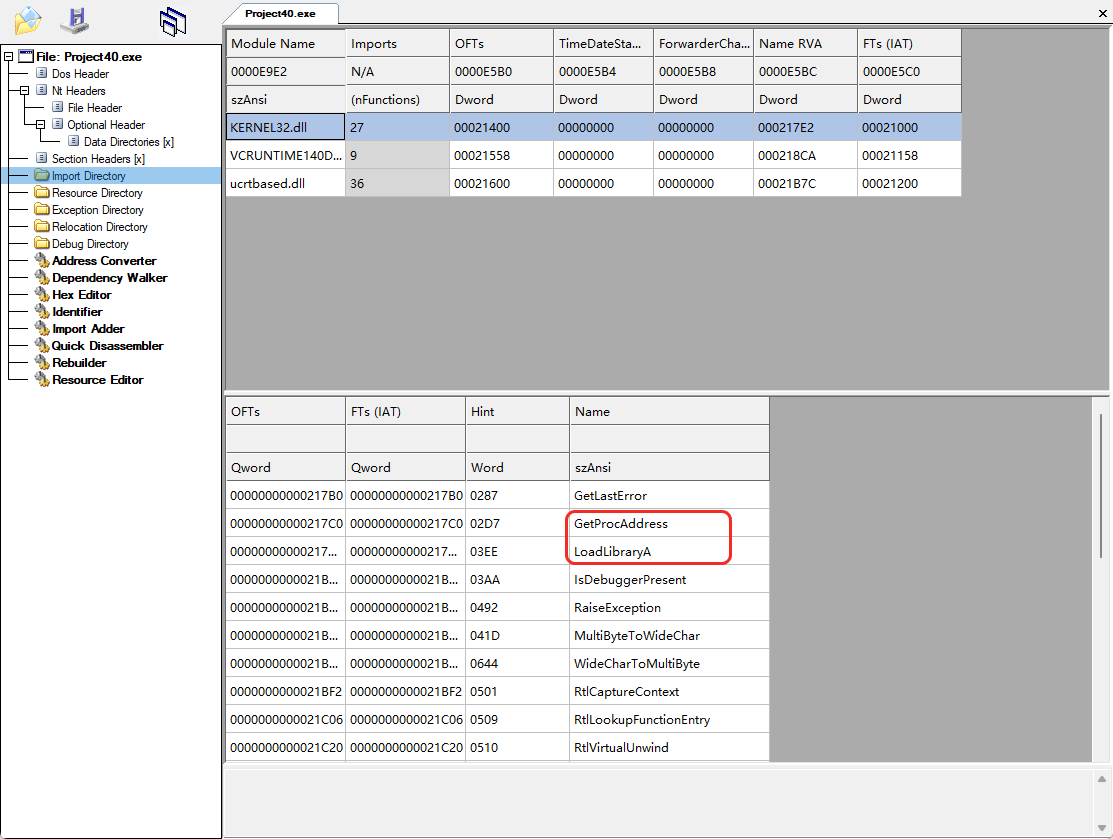 Project40.exe
File: Project40.exe
Dos Header
Nt Headers
File Header
Optional Header
Data Directories [x]
Section Headers [x]
Import Directory
Resource Directory
Exception Directory
Relocation Directory
Debug Directory
Address Converter
Dependency Walker
Hex Editor
Identifier
Import Adder
Quick Disassembler
Rebuilder
Resource Editor
Module Name Imports OFTs TimeDateSta... ForwarderCha... Name RVA FTs (IAT)
0000E9E2 N/A 0000E5B0 0000E5B4 0000E5B8 0000E5BC 0000E5C0
szAnsi (nFunctions) Dword Dword Dword Dword Dword
KERNEL32.dll 27 00021400 00000000 00000000 000217E2 00021000
VCRUNTIME140D... 9 00021558 00000000 00000000 000218CA 00021158
ucrtbased.dll 36 00021600 00000000 00000000 00021B7C 00021200
OFTs FTs (IAT) Hint Name
Qword Qword Word szAnsi
00000000000217B0 00000000000217B0 0287 GetLastError
00000000000217C0 00000000000217C0 02D7 GetProcAddress
00000000000217... 00000000000217... 03EE LoadLibraryA
0000000000021B... 0000000000021B... 03AA IsDebuggerPresent
0000000000021B... 0000000000021B... 0492 RaiseException
0000000000021B... 0000000000021B... 041D MultiByteToWideChar
0000000000021B... 0000000000021B... 0644 WideCharToMultiByte
0000000000021BF2 0000000000021BF2 0501 RtlCaptureContext
0000000000021C06 0000000000021C06 0509 RtlLookupFunctionEntry
0000000000021C20 0000000000021C20 0510 RtlVirtualUnwind